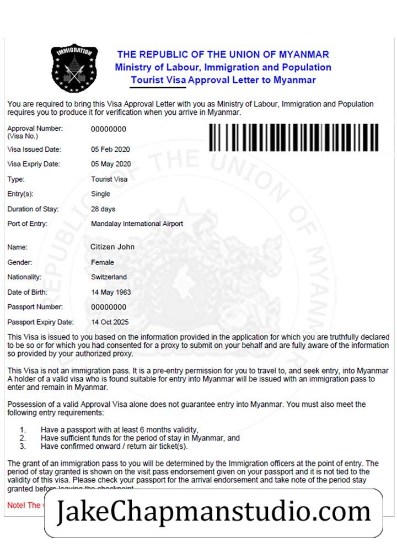 IMMIGRATION
THE REPUBLIC OF THE UNION OF MYANMAR
Ministry of Labour, Immigration and Population
Tourist Visa Approval Letter to Myanmar
You are required to bring this Visa Approval Letter with you as Ministry of Labour, Immigration and Population
requires you to produce it for verification when you arrive in Myanmar.
Approval Number: 00000000
(Visa No.)
Visa Issued Date: 05 Feb 2020
Visa Expriy Date: 05 May 2020
Type: Tourist Visa
Entry(s): Single
Duration of Stay: 28 days
Port of Entry: Mandalay International Airport
Name: Citizen John
Gender: Female
Nationality: Switzerland
Date of Birth: 14 May 1963
Passport Number: 00000000
Passport Expiry Date: 14 Oct 2025
REPUBLIC OF THE UNION OF MYANMAR
This Visa is issued to you based on the information provided in the application for which you are truthfully declared
to be so or for which you had consented for a proxy to submit on your behalf and are fully aware of the information
so provided by your authorized proxy.
This Visa is not an immigration pass. It is a pre-entry permission for you to travel to, and seek entry, into Myanmar
A holder of a valid visa who is found suitable for entry into Myanmar will be issued with an immigration pass to
enter and remain in Myanmar.
Possession of a valid Approval Visa alone does not guarantee entry into Myanmar. You must also meet the
following entry requirements:
1. Have a passport with at least 6 months validity,
2. Have sufficient funds for the period of stay in Myanmar, and
3. Have confirmed onward / return air ticket(s).
The grant of an immigration pass to you will be determined by the Immigration officers at the point of entry. The
period of stay granted is shown on the visit pass endorsement given on your passport and it is not tied to the
validity of this visa. Please check your passport for the arrival endorsement and take note of the period stay
granted before leaving the checkpoint.
Note! The
JakeChapmanstudio.com